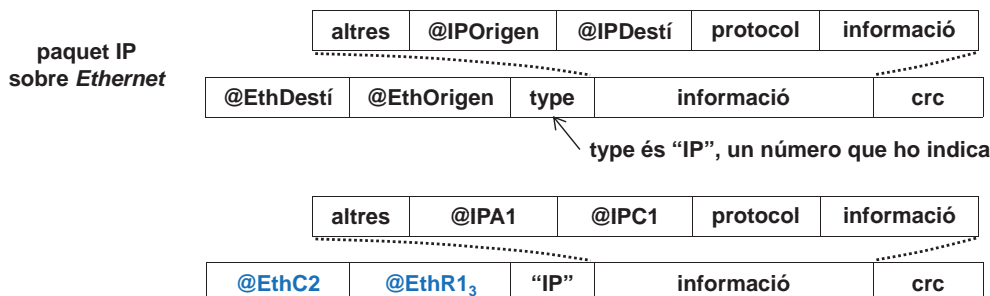 altres @IPOrigen @IPDestí protocol informació
paquet IP
sobre Ethernet
@EthDestí @EthOrigen type informació crc
type és “IP”, un número que ho indica
altres @IPA1 @IPC1 protocol informació
@EthC2 @EthR1₃ “IP” informació crc